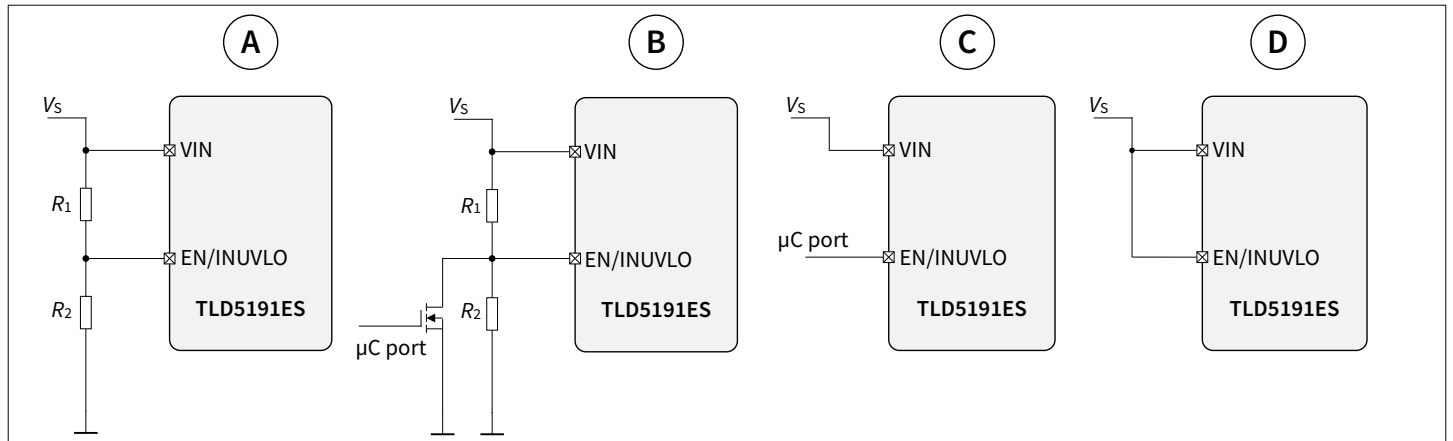 A
VS
VIN
R1
EN/INUVLO
R2
TLD5191ES
B
VS
VIN
R1
EN/INUVLO
R2
TLD5191ES
µC port
C
VS
VIN
µC port
EN/INUVLO
TLD5191ES
D
VS
VIN
EN/INUVLO
TLD5191ES